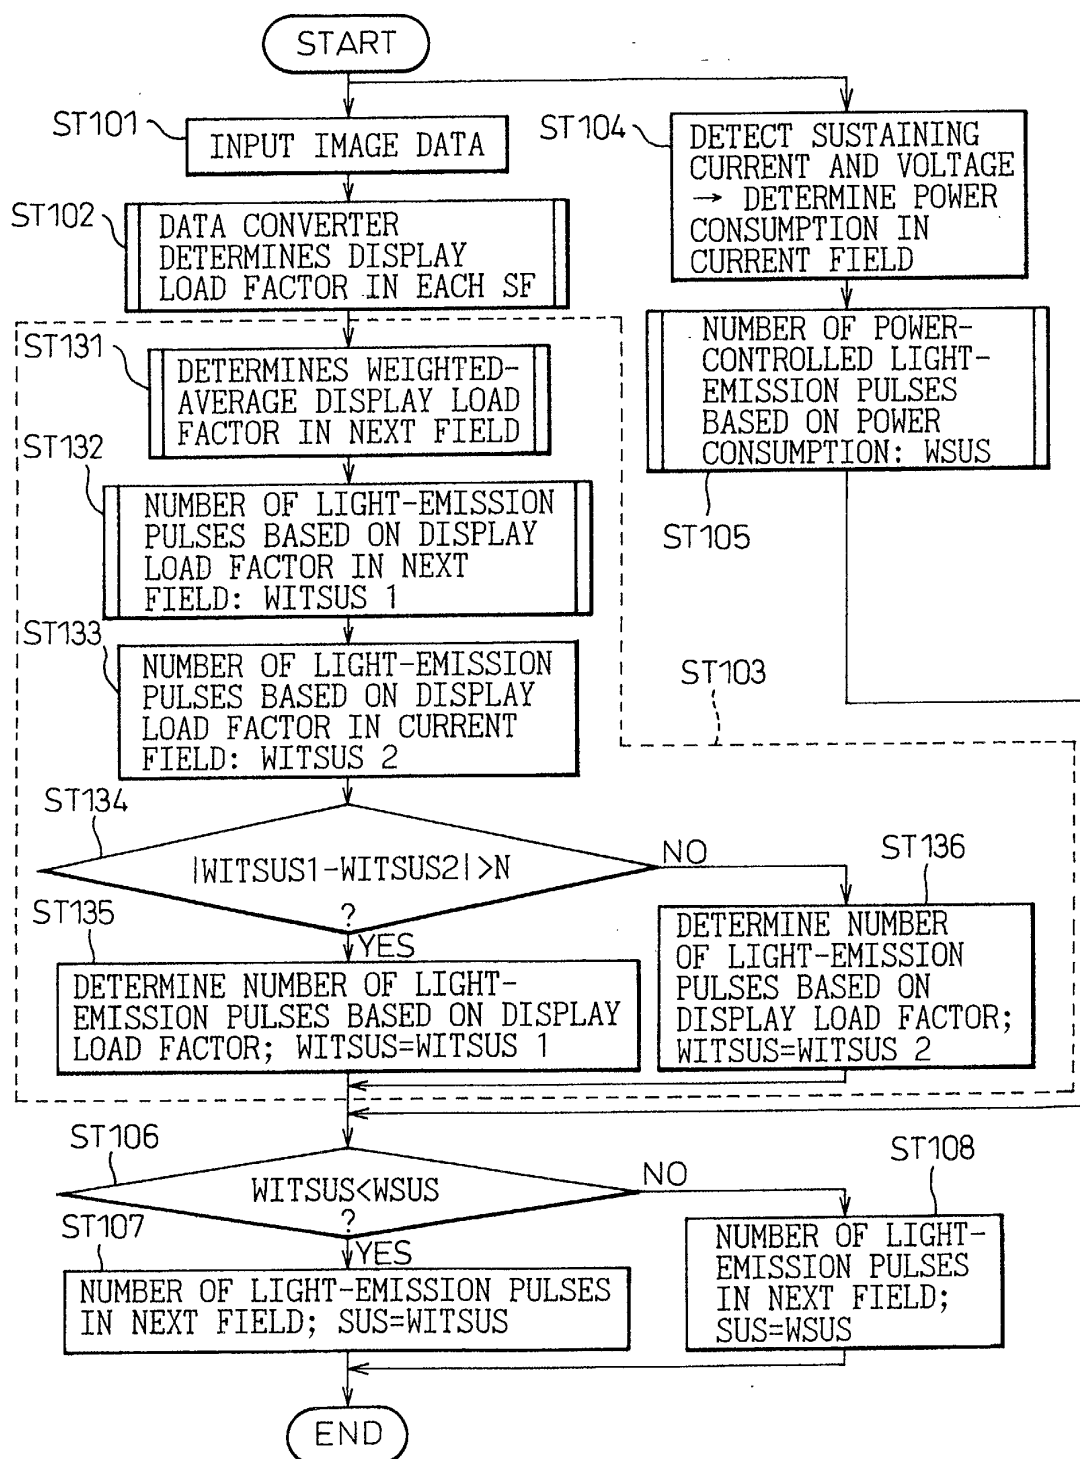 START
ST101
INPUT IMAGE DATA
ST102
DATA CONVERTER
DETERMINES DISPLAY
LOAD FACTOR IN EACH SF
ST104
DETECT SUSTAINING
CURRENT AND VOLTAGE
→ DETERMINE POWER
CONSUMPTION IN
CURRENT FIELD
ST131
DETERMINES WEIGHTED-
AVERAGE DISPLAY LOAD
FACTOR IN NEXT FIELD
NUMBER OF POWER-
CONTROLLED LIGHT-
EMISSION PULSES
BASED ON POWER
CONSUMPTION: WSUS
ST105
ST132
NUMBER OF LIGHT-EMISSION
PULSES BASED ON DISPLAY
LOAD FACTOR IN NEXT
FIELD: WITSUS 1
ST133
NUMBER OF LIGHT-EMISSION
PULSES BASED ON DISPLAY
LOAD FACTOR IN CURRENT
FIELD: WITSUS 2
ST103
ST134
|WITSUS1-WITSUS2|>N
?
NO
YES
ST135
DETERMINE NUMBER OF LIGHT-
EMISSION PULSES BASED ON DISPLAY
LOAD FACTOR; WITSUS=WITSUS 1
ST136
DETERMINE NUMBER
OF LIGHT-EMISSION
PULSES BASED ON
DISPLAY LOAD FACTOR;
WITSUS=WITSUS 2
ST106
WITSUS<WSUS
?
NO
YES
ST107
NUMBER OF LIGHT-EMISSION PULSES
IN NEXT FIELD; SUS=WITSUS
ST108
NUMBER OF LIGHT-
EMISSION PULSES
IN NEXT FIELD;
SUS=WSUS
END